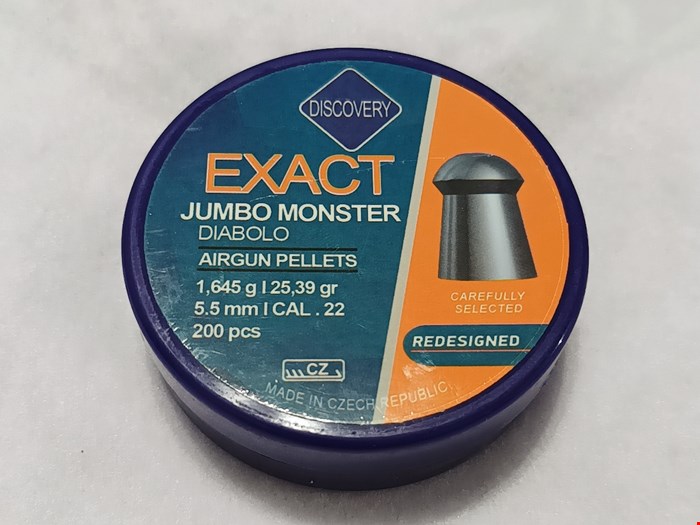 DISCOVERY
EXACT
JUMBO MONSTER
DIABOLO
AIRGUN PELLETS
1,645 g I 25,39 gr
5.5 mm I CAL . 22
200 pcs
CZ
MADE IN CZECH REPUBLIC
CAREFULLY
SELECTED
REDESIGNED